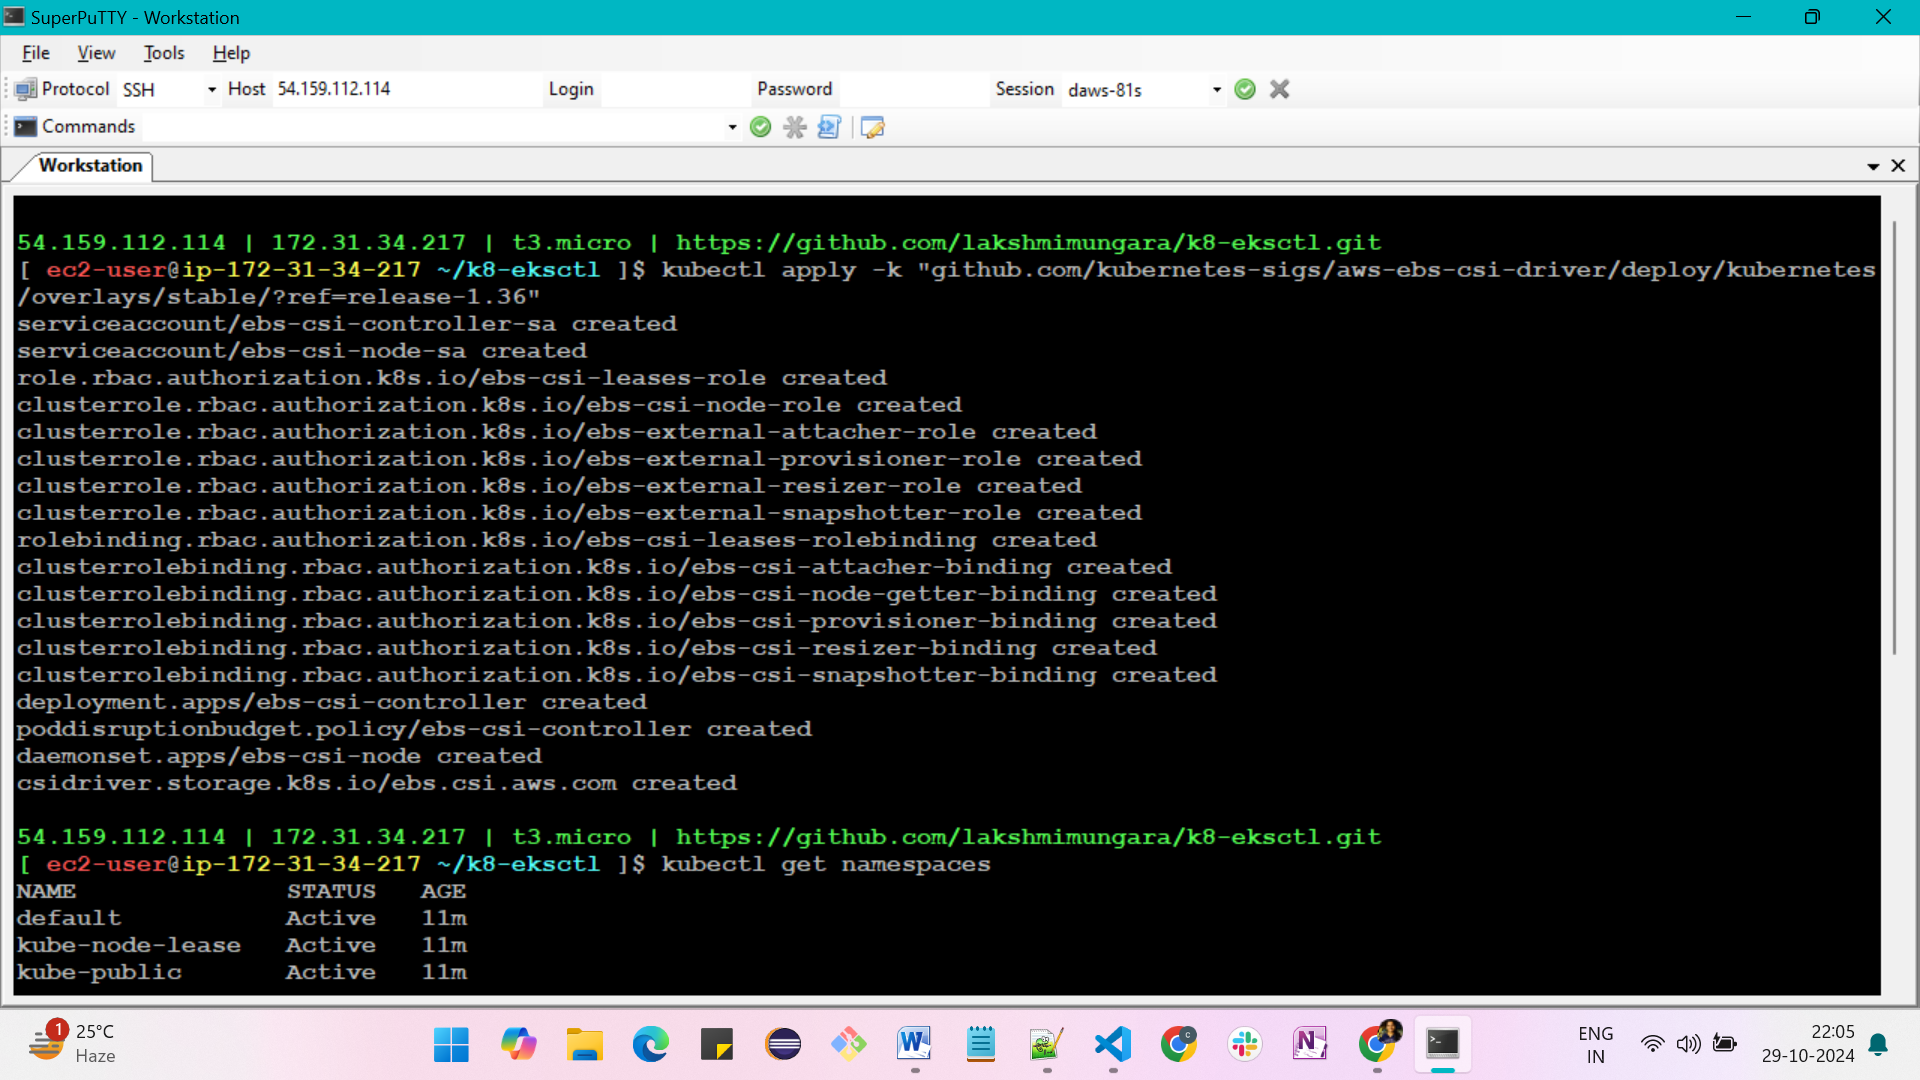 SuperPuTTY - Workstation
File View Tools Help
Protocol SSH Host 54.159.112.114 Login Password Session daws-81s
Commands
Workstation
54.159.112.114 | 172.31.34.217 | t3.micro | https://github.com/lakshmimungara/k8-eksctl.git
[ ec2-user@ip-172-31-34-217 ~/k8-eksctl ]$ kubectl apply -k "github.com/kubernetes-sigs/aws-ebs-csi-driver/deploy/kubernetes
/overlays/stable/?ref=release-1.36"
serviceaccount/ebs-csi-controller-sa created
serviceaccount/ebs-csi-node-sa created
role.rbac.authorization.k8s.io/ebs-csi-leases-role created
clusterrole.rbac.authorization.k8s.io/ebs-csi-node-role created
clusterrole.rbac.authorization.k8s.io/ebs-external-attacher-role created
clusterrole.rbac.authorization.k8s.io/ebs-external-provisioner-role created
clusterrole.rbac.authorization.k8s.io/ebs-external-resizer-role created
clusterrole.rbac.authorization.k8s.io/ebs-external-snapshotter-role created
rolebinding.rbac.authorization.k8s.io/ebs-csi-leases-rolebinding created
clusterrolebinding.rbac.authorization.k8s.io/ebs-csi-attacher-binding created
clusterrolebinding.rbac.authorization.k8s.io/ebs-csi-node-getter-binding created
clusterrolebinding.rbac.authorization.k8s.io/ebs-csi-provisioner-binding created
clusterrolebinding.rbac.authorization.k8s.io/ebs-csi-resizer-binding created
clusterrolebinding.rbac.authorization.k8s.io/ebs-csi-snapshotter-binding created
deployment.apps/ebs-csi-controller created
poddisruptionbudget.policy/ebs-csi-controller created
daemonset.apps/ebs-csi-node created
csidriver.storage.k8s.io/ebs.csi.aws.com created
54.159.112.114 | 172.31.34.217 | t3.micro | https://github.com/lakshmimungara/k8-eksctl.git
[ ec2-user@ip-172-31-34-217 ~/k8-eksctl ]$ kubectl get namespaces
NAME STATUS AGE
default Active 11m
kube-node-lease Active 11m
kube-public Active 11m
1 25°C
Haze
ENG
IN
22:05
29-10-2024